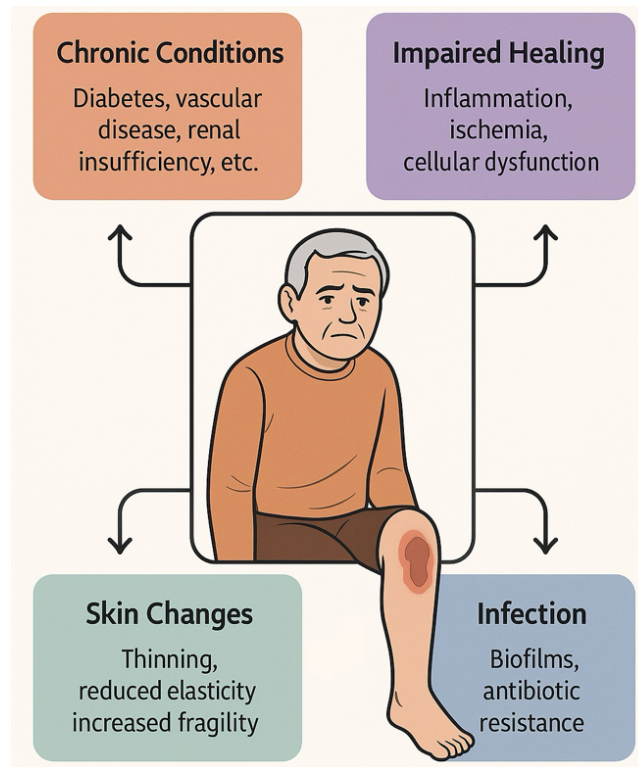 Chronic Conditions
Diabetes, vascular
disease, renal
insufficiency, etc.
Impaired Healing
Inflammation,
ischemia,
cellular dysfunction
Skin Changes
Thinning,
reduced elasticity
increased fragility
Infection
Biofilms,
antibiotic
resistance